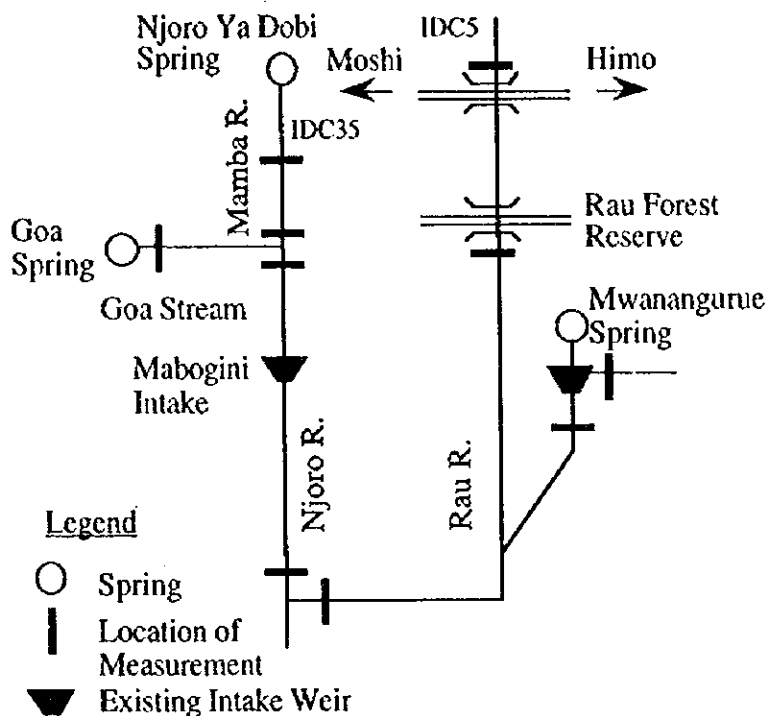 Njoro Ya Dobi
Spring
IDC5
Moshi
Himo
IDC35
Mamba R.
Goa
Spring
Rau Forest
Reserve
Goa Stream
Mwanangurue
Spring
Mabogini
Intake
Njoro R.
Rau R.
Legend
Spring
Location of
Measurement
Existing Intake Weir